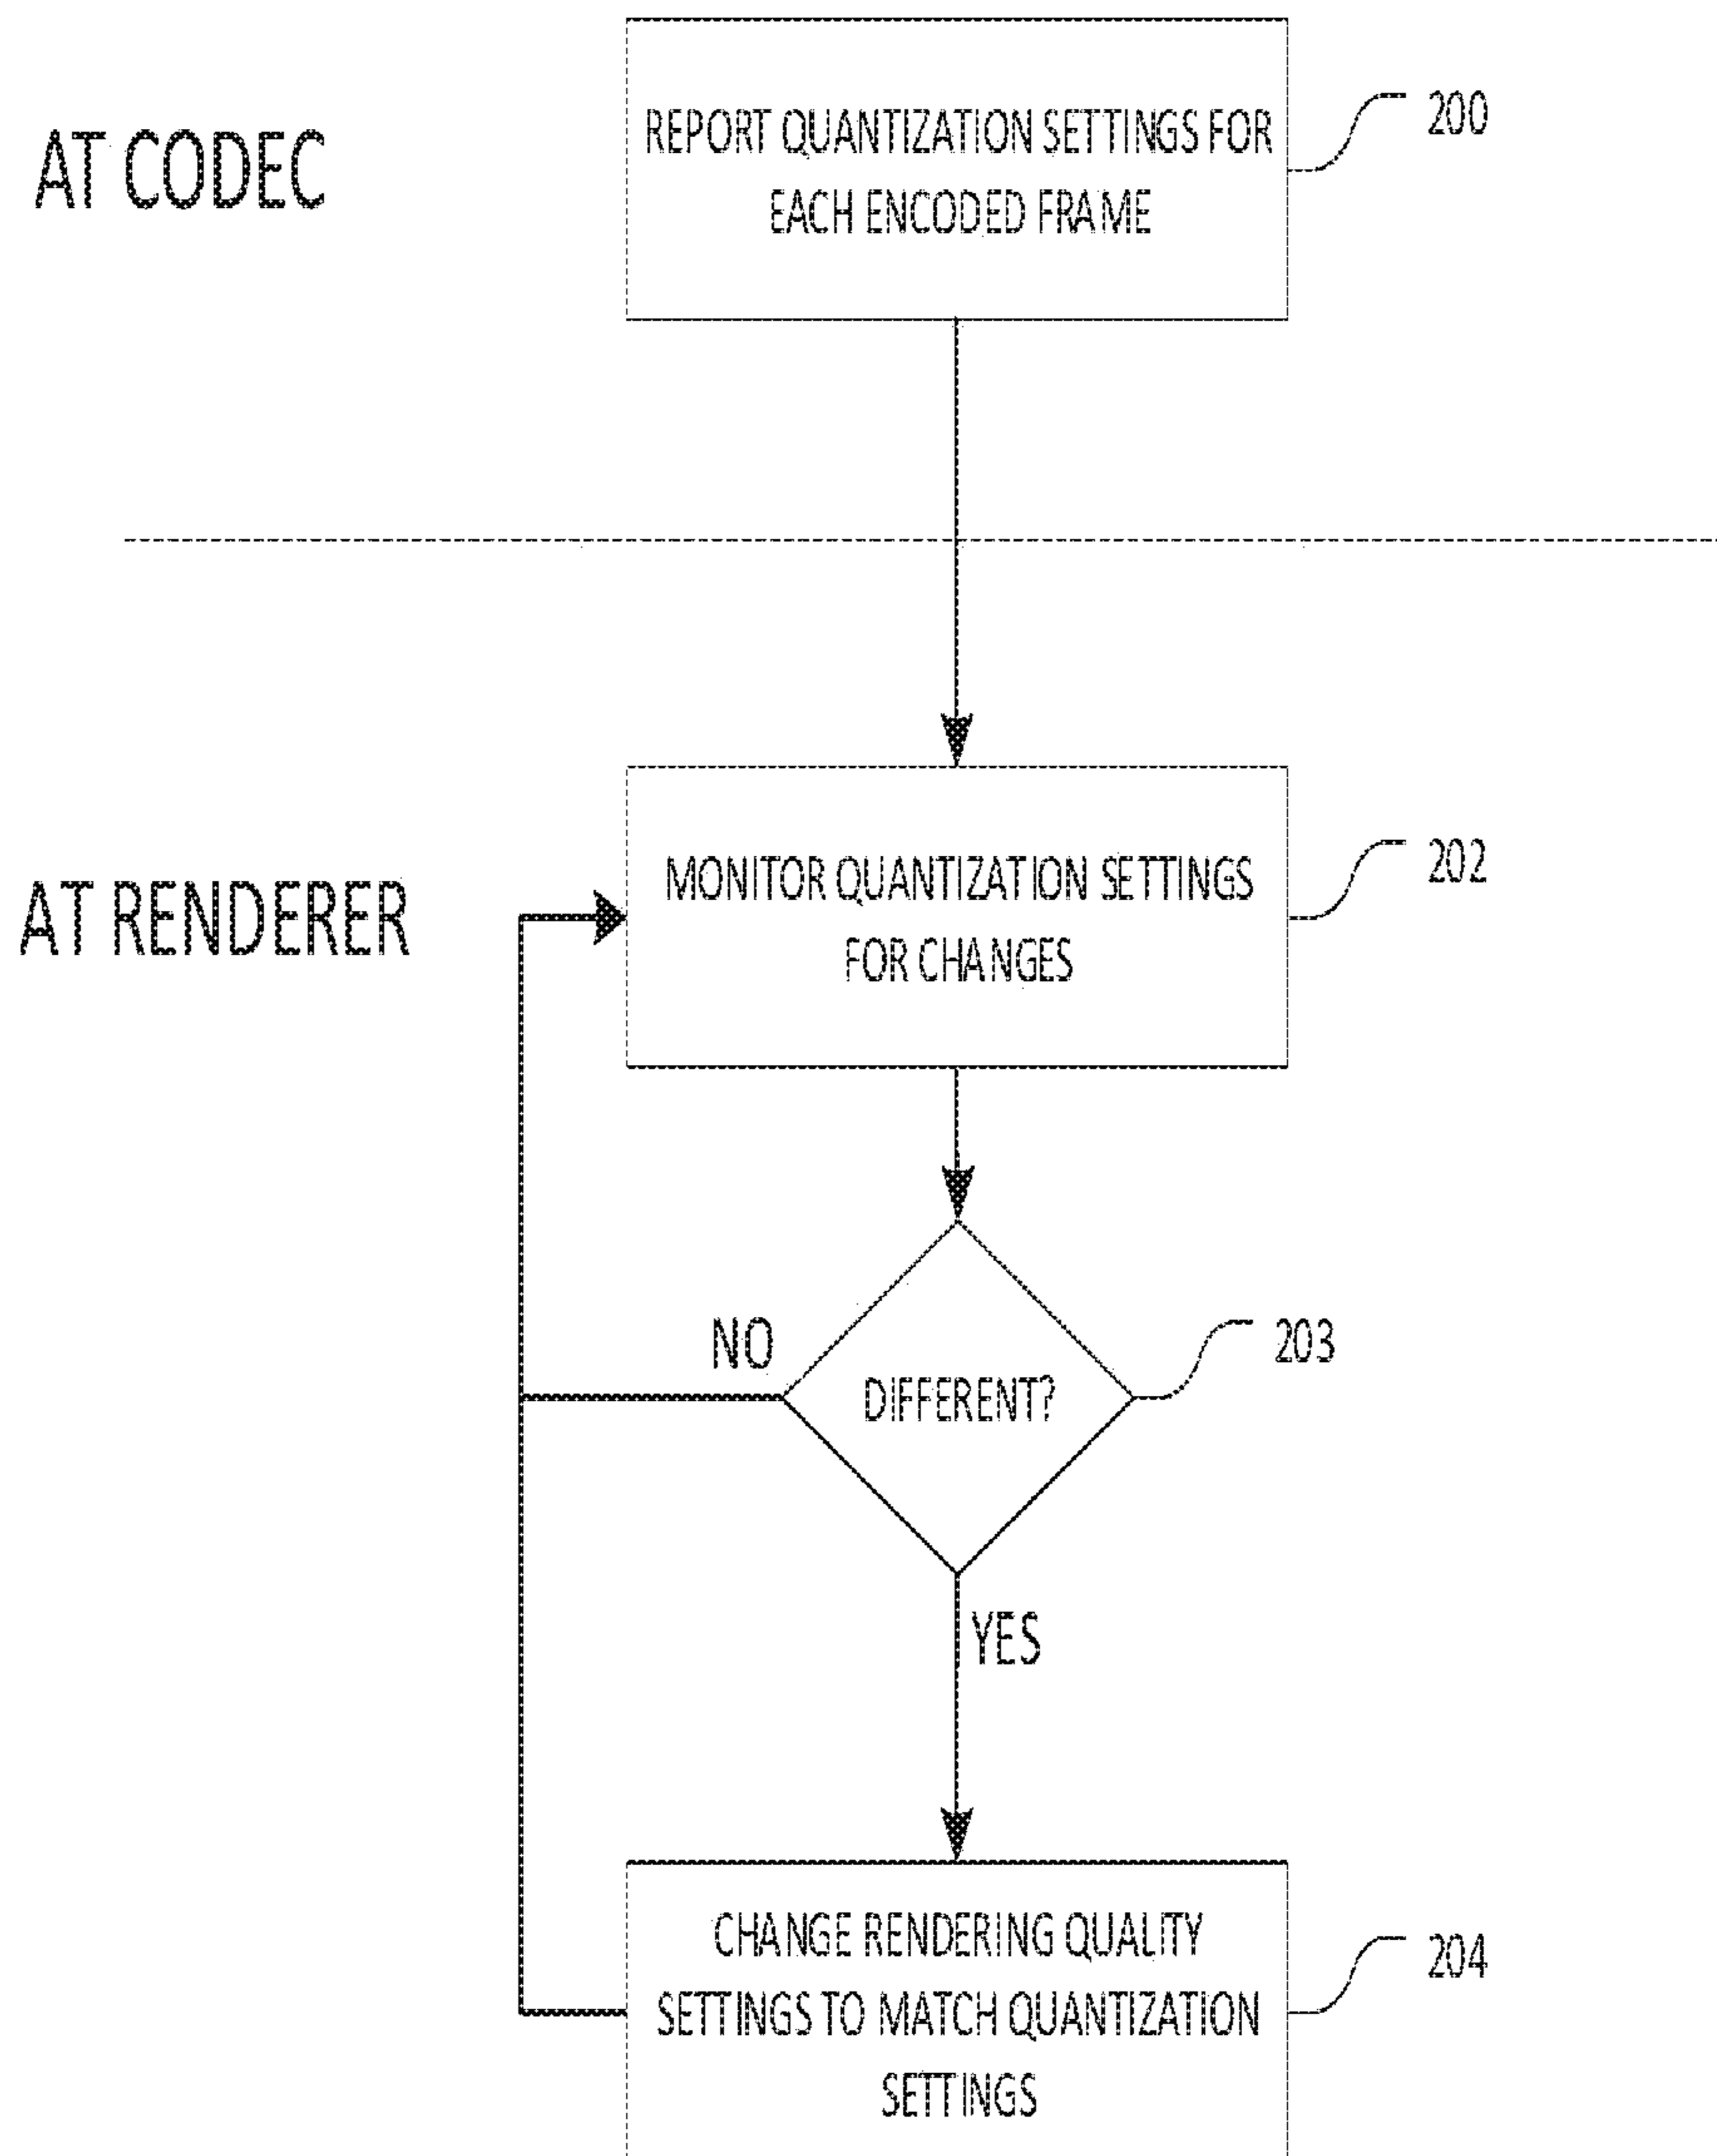 AT CODEC
REPORT QUANTIZATION SETTINGS FOR
EACH ENCODED FRAME
200
AT RENDERER
MONITOR QUANTIZATION SETTINGS
FOR CHANGES
202
NO
DIFFERENT?
203
YES
CHANGE RENDERING QUALITY
SETTINGS TO MATCH QUANTIZATION
SETTINGS
204